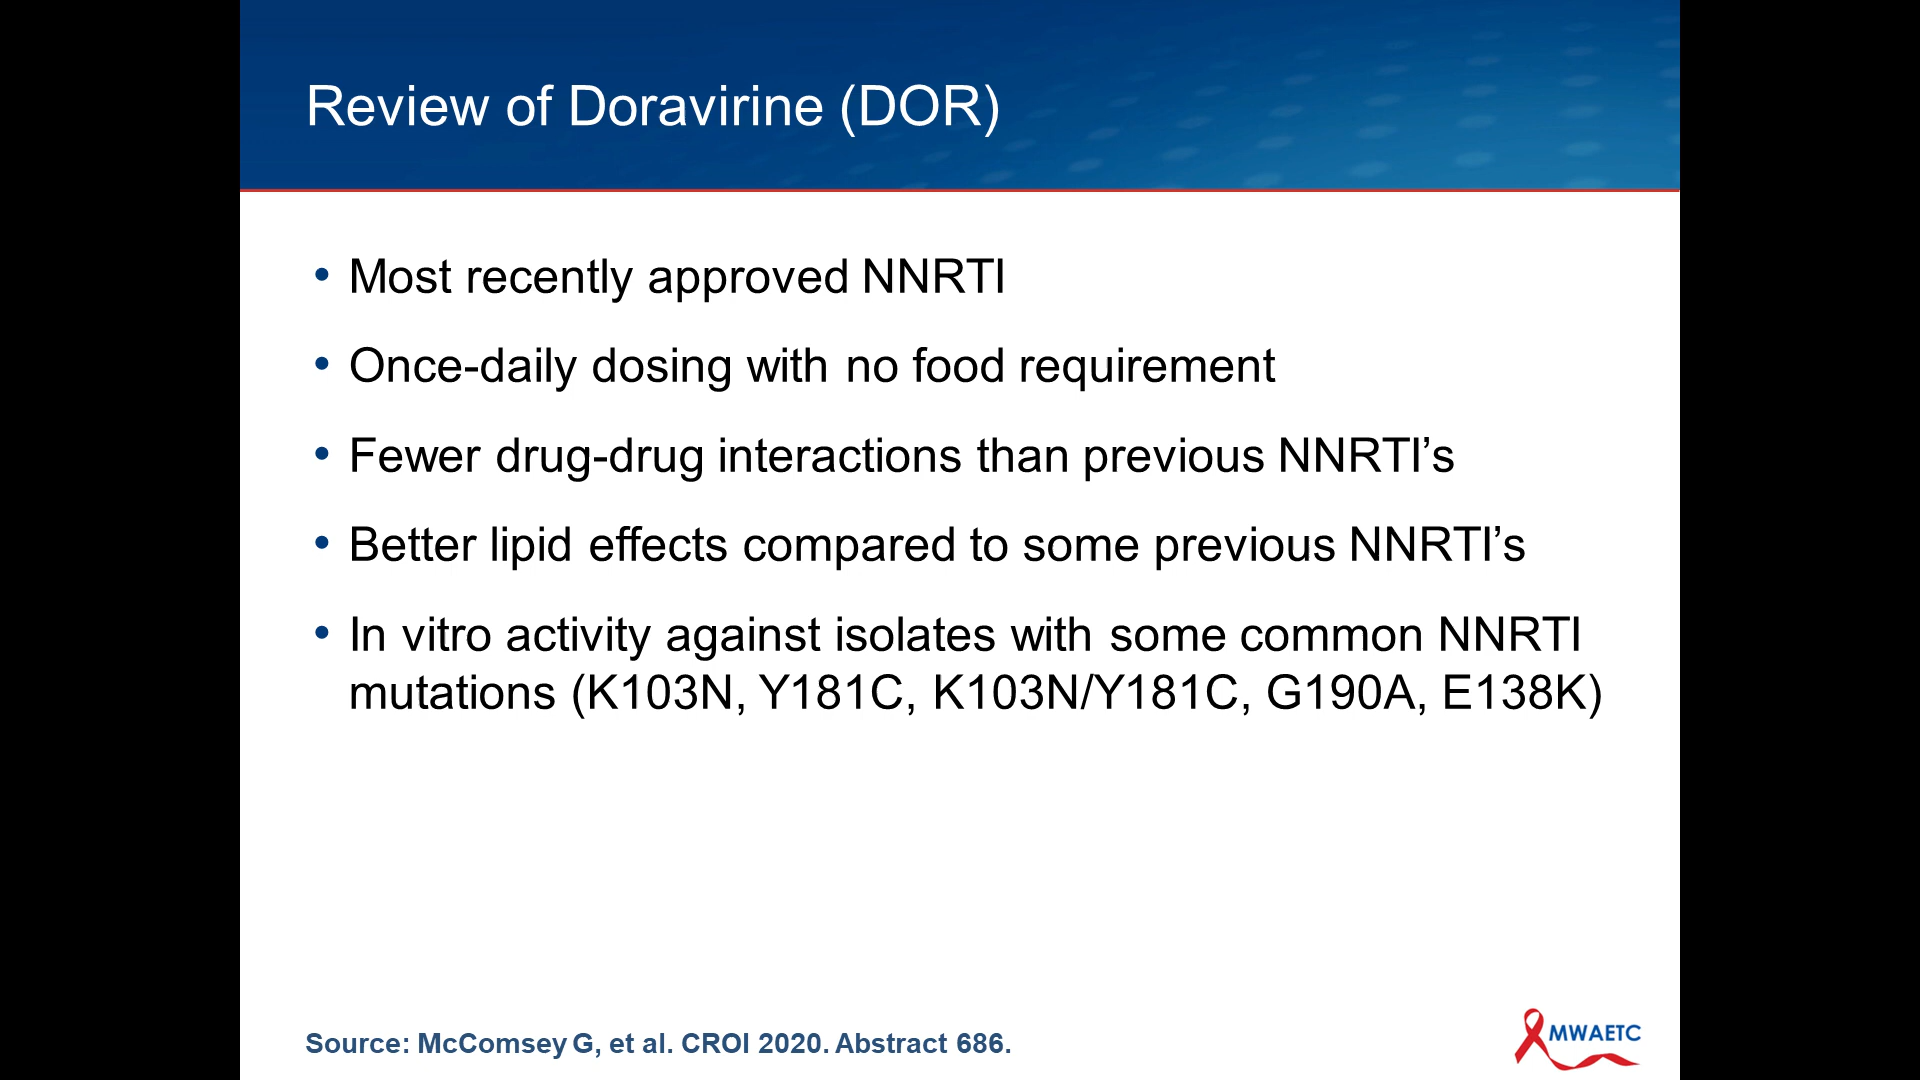 Review of Doravirine (DOR)
• Most recently approved NNRTI
• Once-daily dosing with no food requirement
• Fewer drug-drug interactions than previous NNRTI’s
• Better lipid effects compared to some previous NNRTI’s
• In vitro activity against isolates with some common NNRTI
mutations (K103N, Y181C, K103N/Y181C, G190A, E138K)
Source: McComsey G, et al. CROI 2020. Abstract 686.
MWAETC